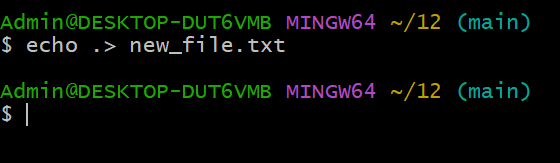 Admin@DESKTOP-DUT6VMB MINGW64 ~/12 (main)
$ echo .> new_file.txt
Admin@DESKTOP-DUT6VMB MINGW64 ~/12 (main)
$